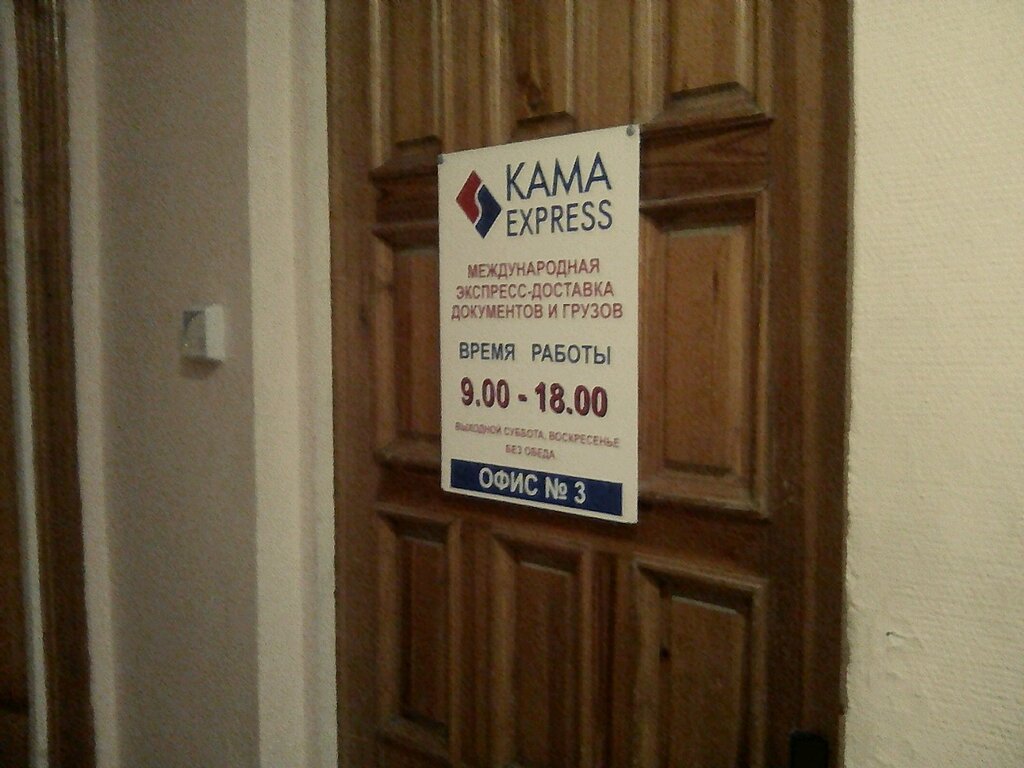 KAMA
EXPRESS
МЕЖДУНАРОДНАЯ
ЭКСПРЕСС-ДОСТАВКА
ДОКУМЕНТОВ И ГРУЗОВ
ВРЕМЯ РАБОТЫ
9.00 - 18.00
ВЫХОДНОЙ СУББОТА, ВОСКРЕСЕНЬЕ
БЕЗ ОБЕДА
ОФИС № 3